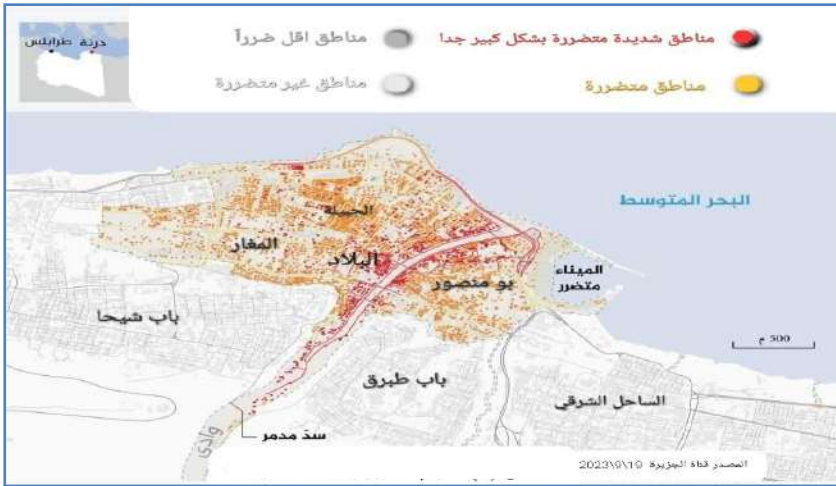 درنة
طرابلس
مناطق شديدة متضررة بشكل كبير جدا
مناطق اقل ضرراً
مناطق متضررة
مناطق غير متضررة
البحر المتوسط
المغار
البلاد
بو منصور
الميناء
متضرر
باب شيحا
500 م
باب طبرق
الساحل الشرقي
سدّ مدمر
وادي
المصدر قناة الجزيرة 19\9\2023